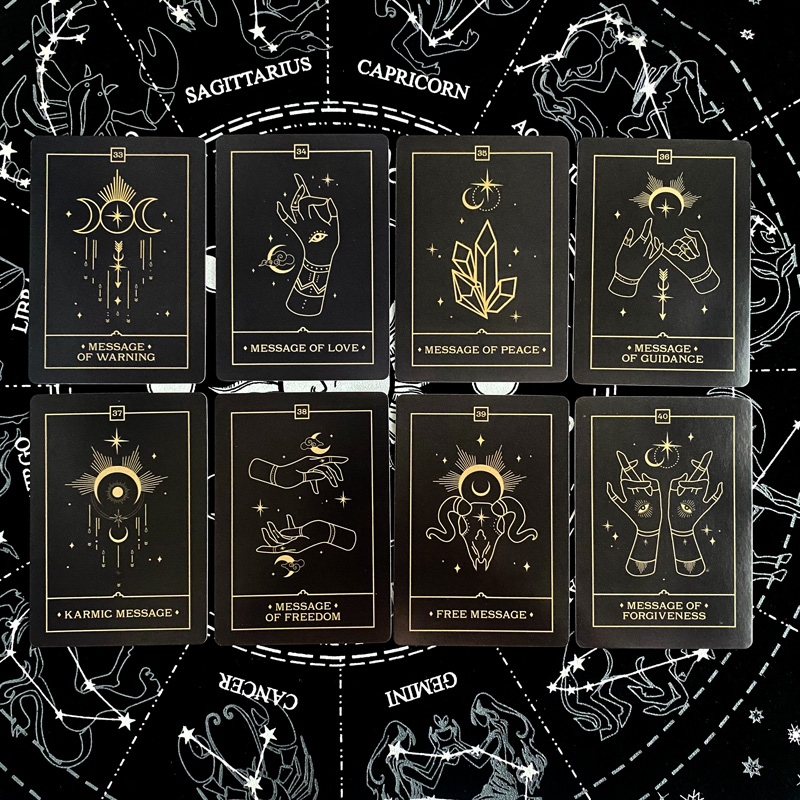 SAGITTARIUS
CAPRICORN
33
MESSAGE
OF WARNING
34
MESSAGE OF LOVE
35
MESSAGE OF PEACE
36
MESSAGE
OF GUIDANCE
37
KARMIC MESSAGE
38
MESSAGE
OF FREEDOM
39
FREE MESSAGE
40
MESSAGE OF
FORGIVENESS
CANCER
GEMINI